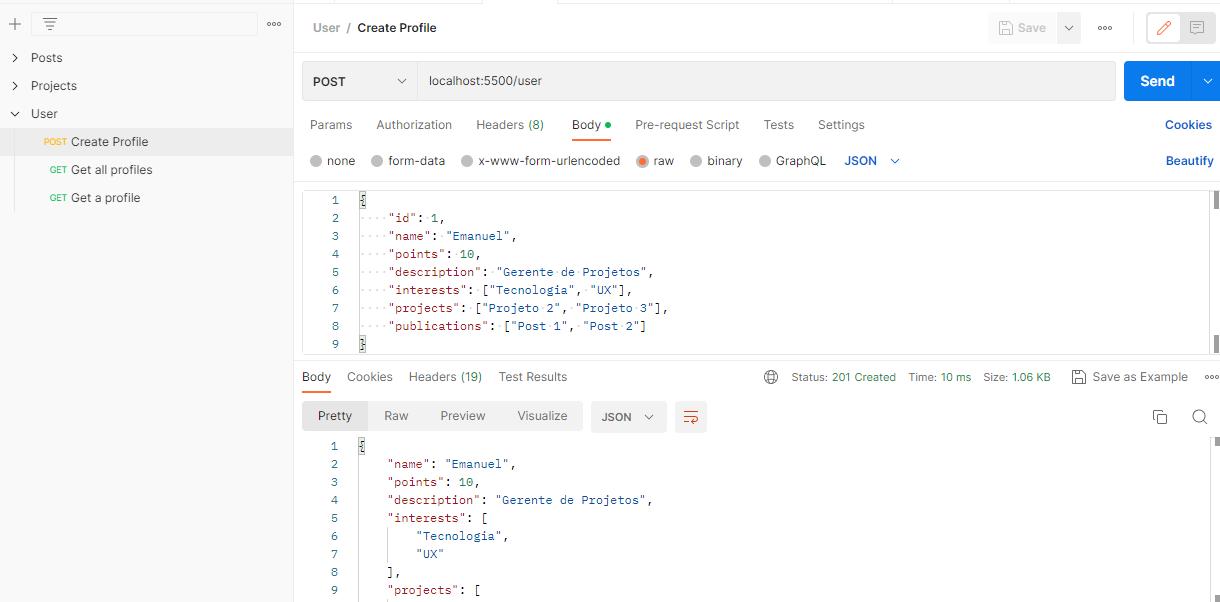 User / Create Profile
Save
Posts
Projects
User
POST Create Profile
GET Get all profiles
GET Get a profile
POST
localhost:5500/user
Send
Params Authorization Headers (8) Body Pre-request Script Tests Settings Cookies
none form-data x-www-form-urlencoded raw binary GraphQL JSON Beautify
1 {
2 "id": 1,
3 "name": "Emanuel",
4 "points": 10,
5 "description": "Gerente de Projetos",
6 "interests": ["Tecnologia", "UX"],
7 "projects": ["Projeto 2", "Projeto 3"],
8 "publications": ["Post 1", "Post 2"]
9 }
Body Cookies Headers (19) Test Results Status: 201 Created Time: 10 ms Size: 1.06 KB Save as Example
Pretty Raw Preview Visualize JSON
1 {
2 "name": "Emanuel",
3 "points": 10,
4 "description": "Gerente de Projetos",
5 "interests": [
6 "Tecnologia",
7 "UX"
8 ],
9 "projects": [